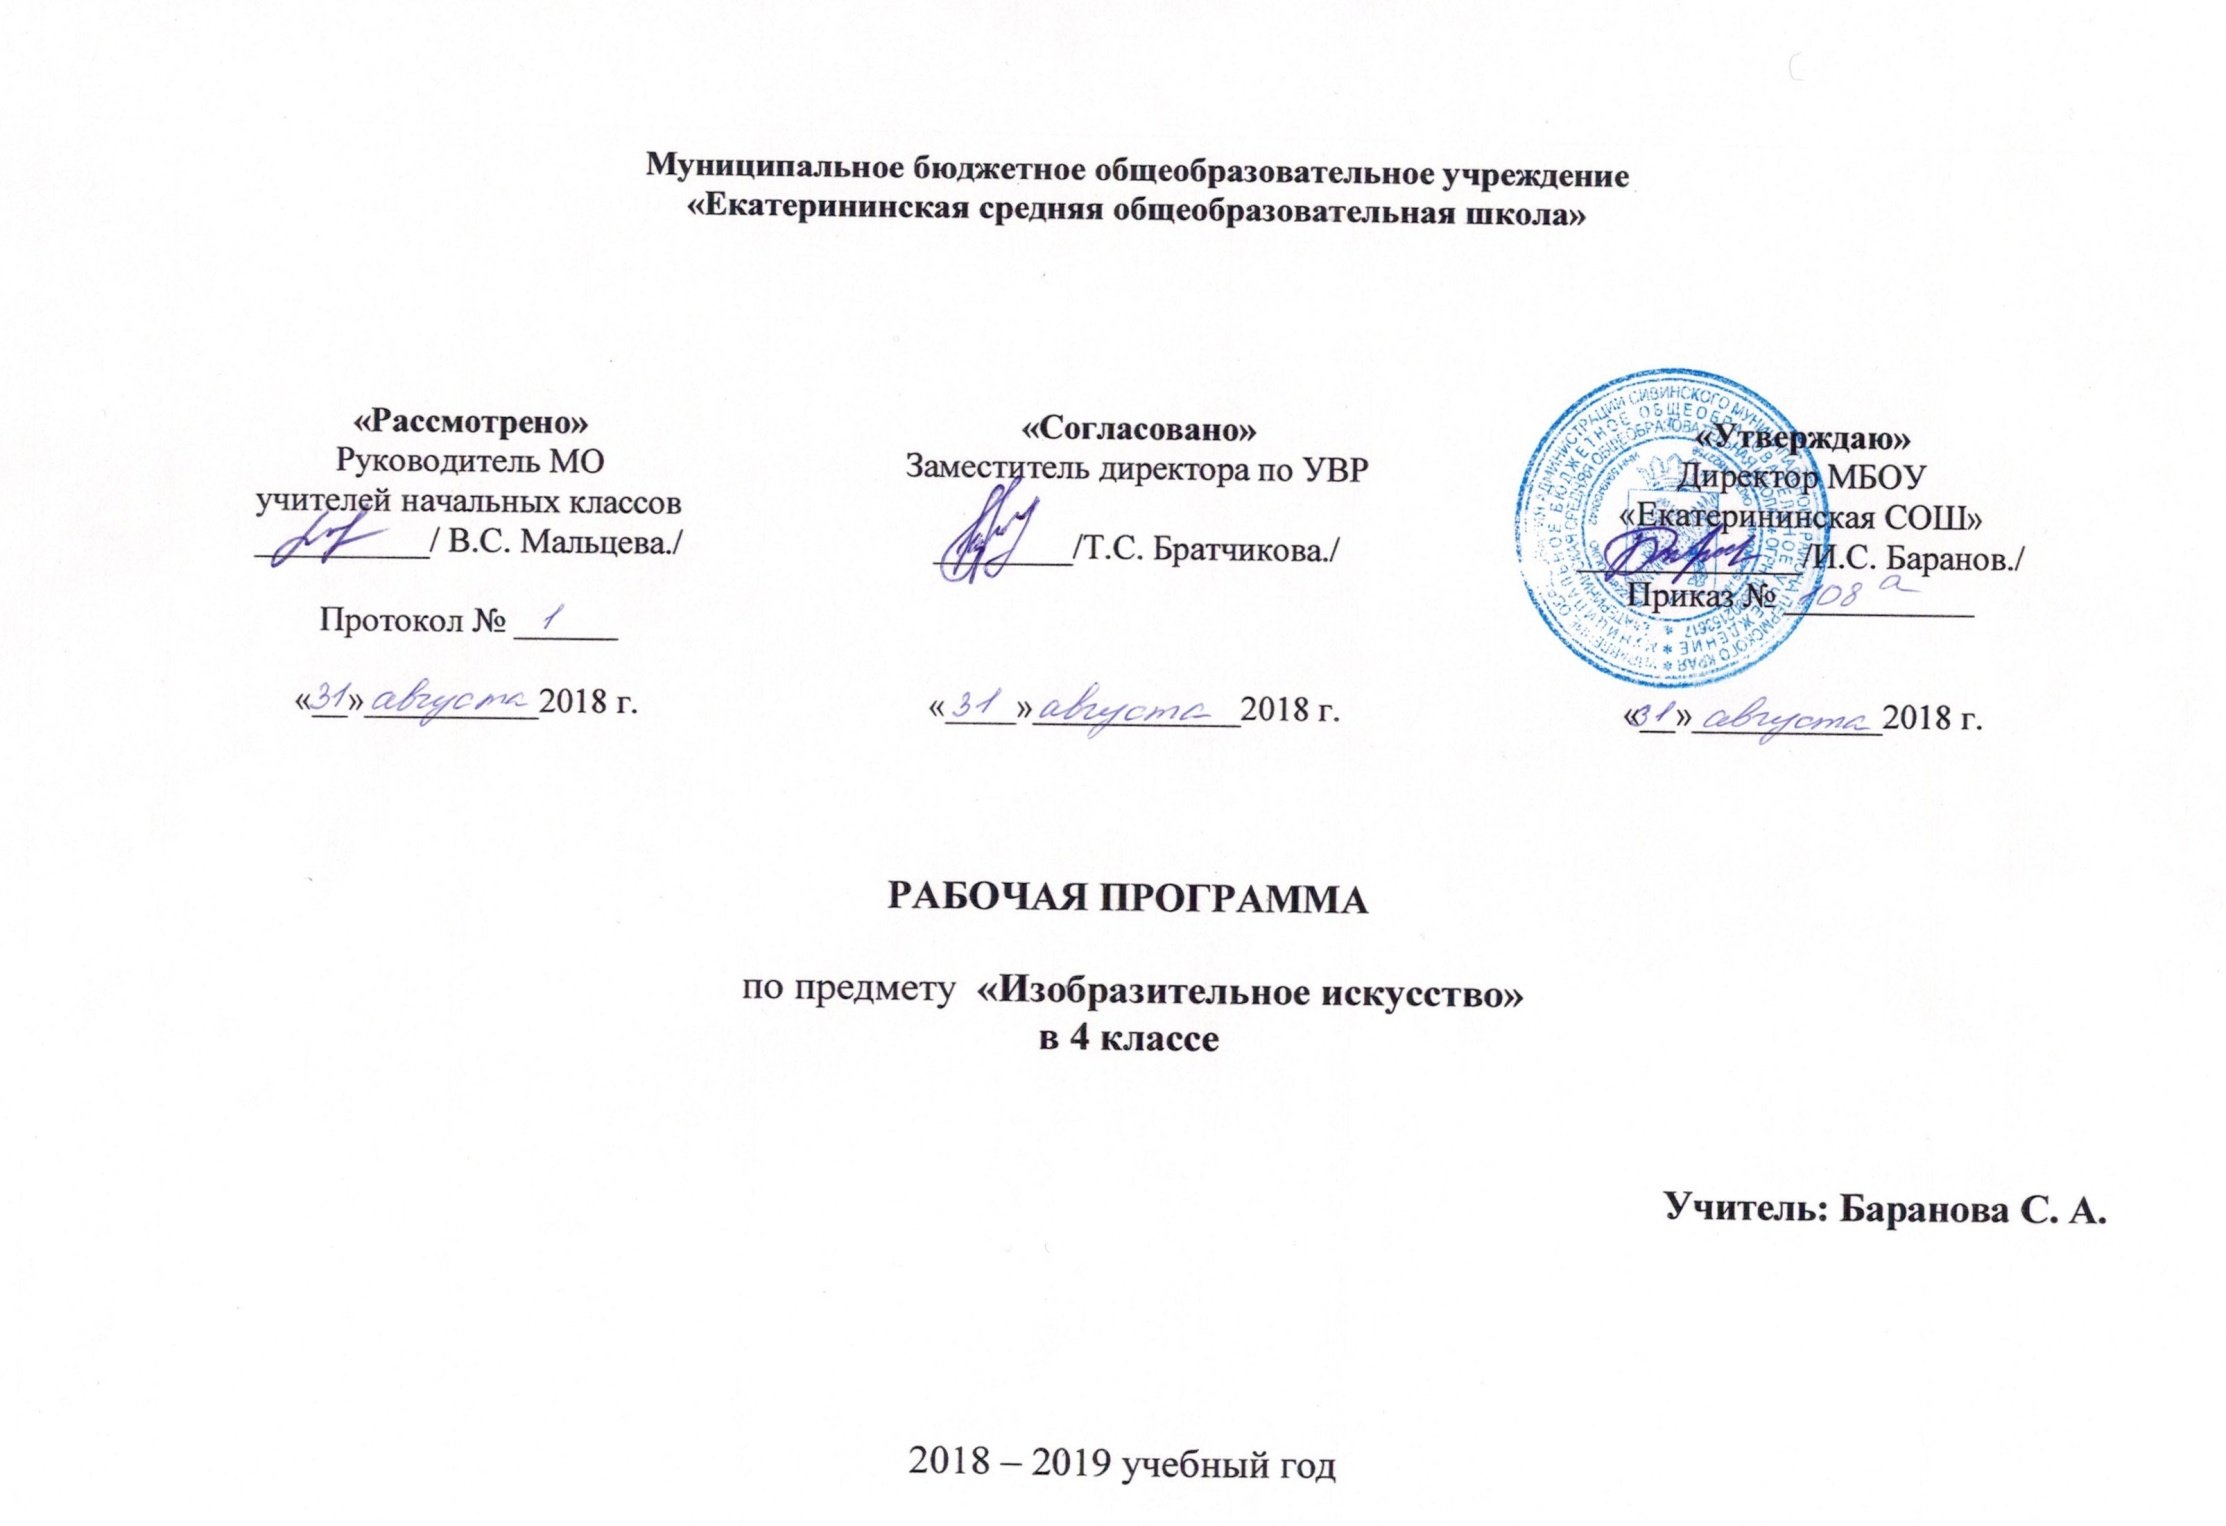 Муниципальное бюджетное общеобразовательное учреждение
«Екатерининская средняя общеобразовательная школа»
«Рассмотрено»
Руководитель МО
учителей начальных классов
/ В.С. Мальцева./
Протокол № 1
«31» августа 2018 г.
«Согласовано»
Заместитель директора по УВР
/Т.С. Братчикова./
«31» августа 2018 г.
«Утверждаю»
Директор МБОУ
«Екатерининская СОШ»
/И.С. Баранов./
Приказ № 108 а
«31» августа 2018 г.
РАБОЧАЯ ПРОГРАММА
по предмету «Изобразительное искусство»
в 4 классе
Учитель: Баранова С. А.
2018 – 2019 учебный год